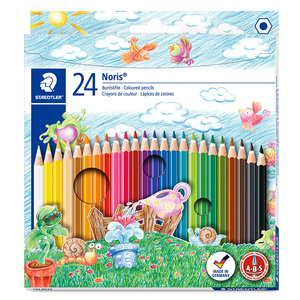 STAEDTLER
24 Noris®
Buntstifte · Coloured pencils
Crayons de couleur · Lápices de colores
MADE IN
GERMANY
A·B·S